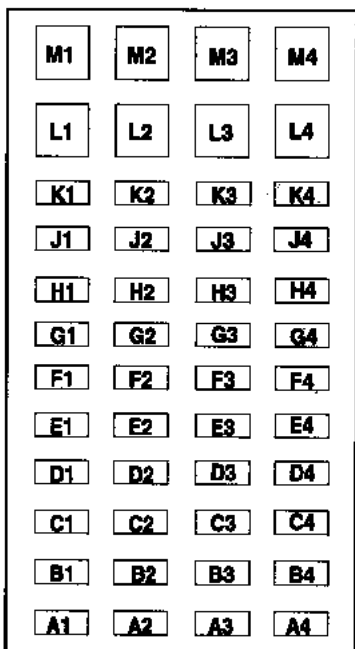 M1 M2 M3 M4
L1 L2 L3 L4
K1 K2 K3 K4
J1 J2 J3 J4
H1 H2 H3 H4
G1 G2 G3 G4
F1 F2 F3 F4
E1 E2 E3 E4
D1 D2 D3 D4
C1 C2 C3 C4
B1 B2 B3 B4
A1 A2 A3 A4